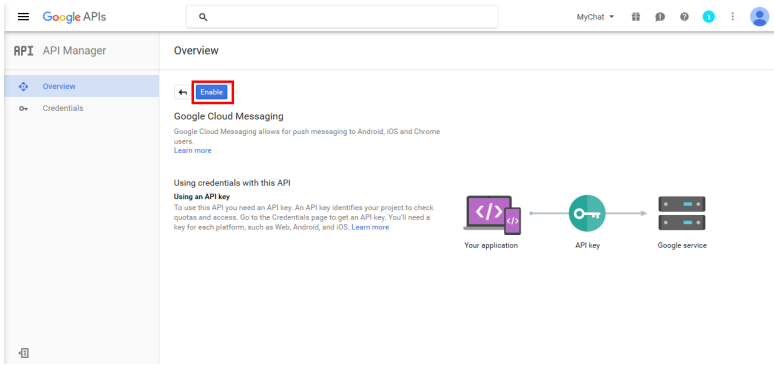 Google APIs
MyChat
1
API API Manager
Overview
Overview
Credentials
Enable
Google Cloud Messaging
Google Cloud Messaging allows for push messaging to Android, iOS and Chrome
users.
Learn more
Using credentials with this API
Using an API key
To use this API you need an API key. An API key identifies your project to check
quotas and access. Go to the Credentials page to get an API key. You'll need a
key for each platform, such as Web, Android, and iOS. Learn more
</> </>
Your application
API key
Google service